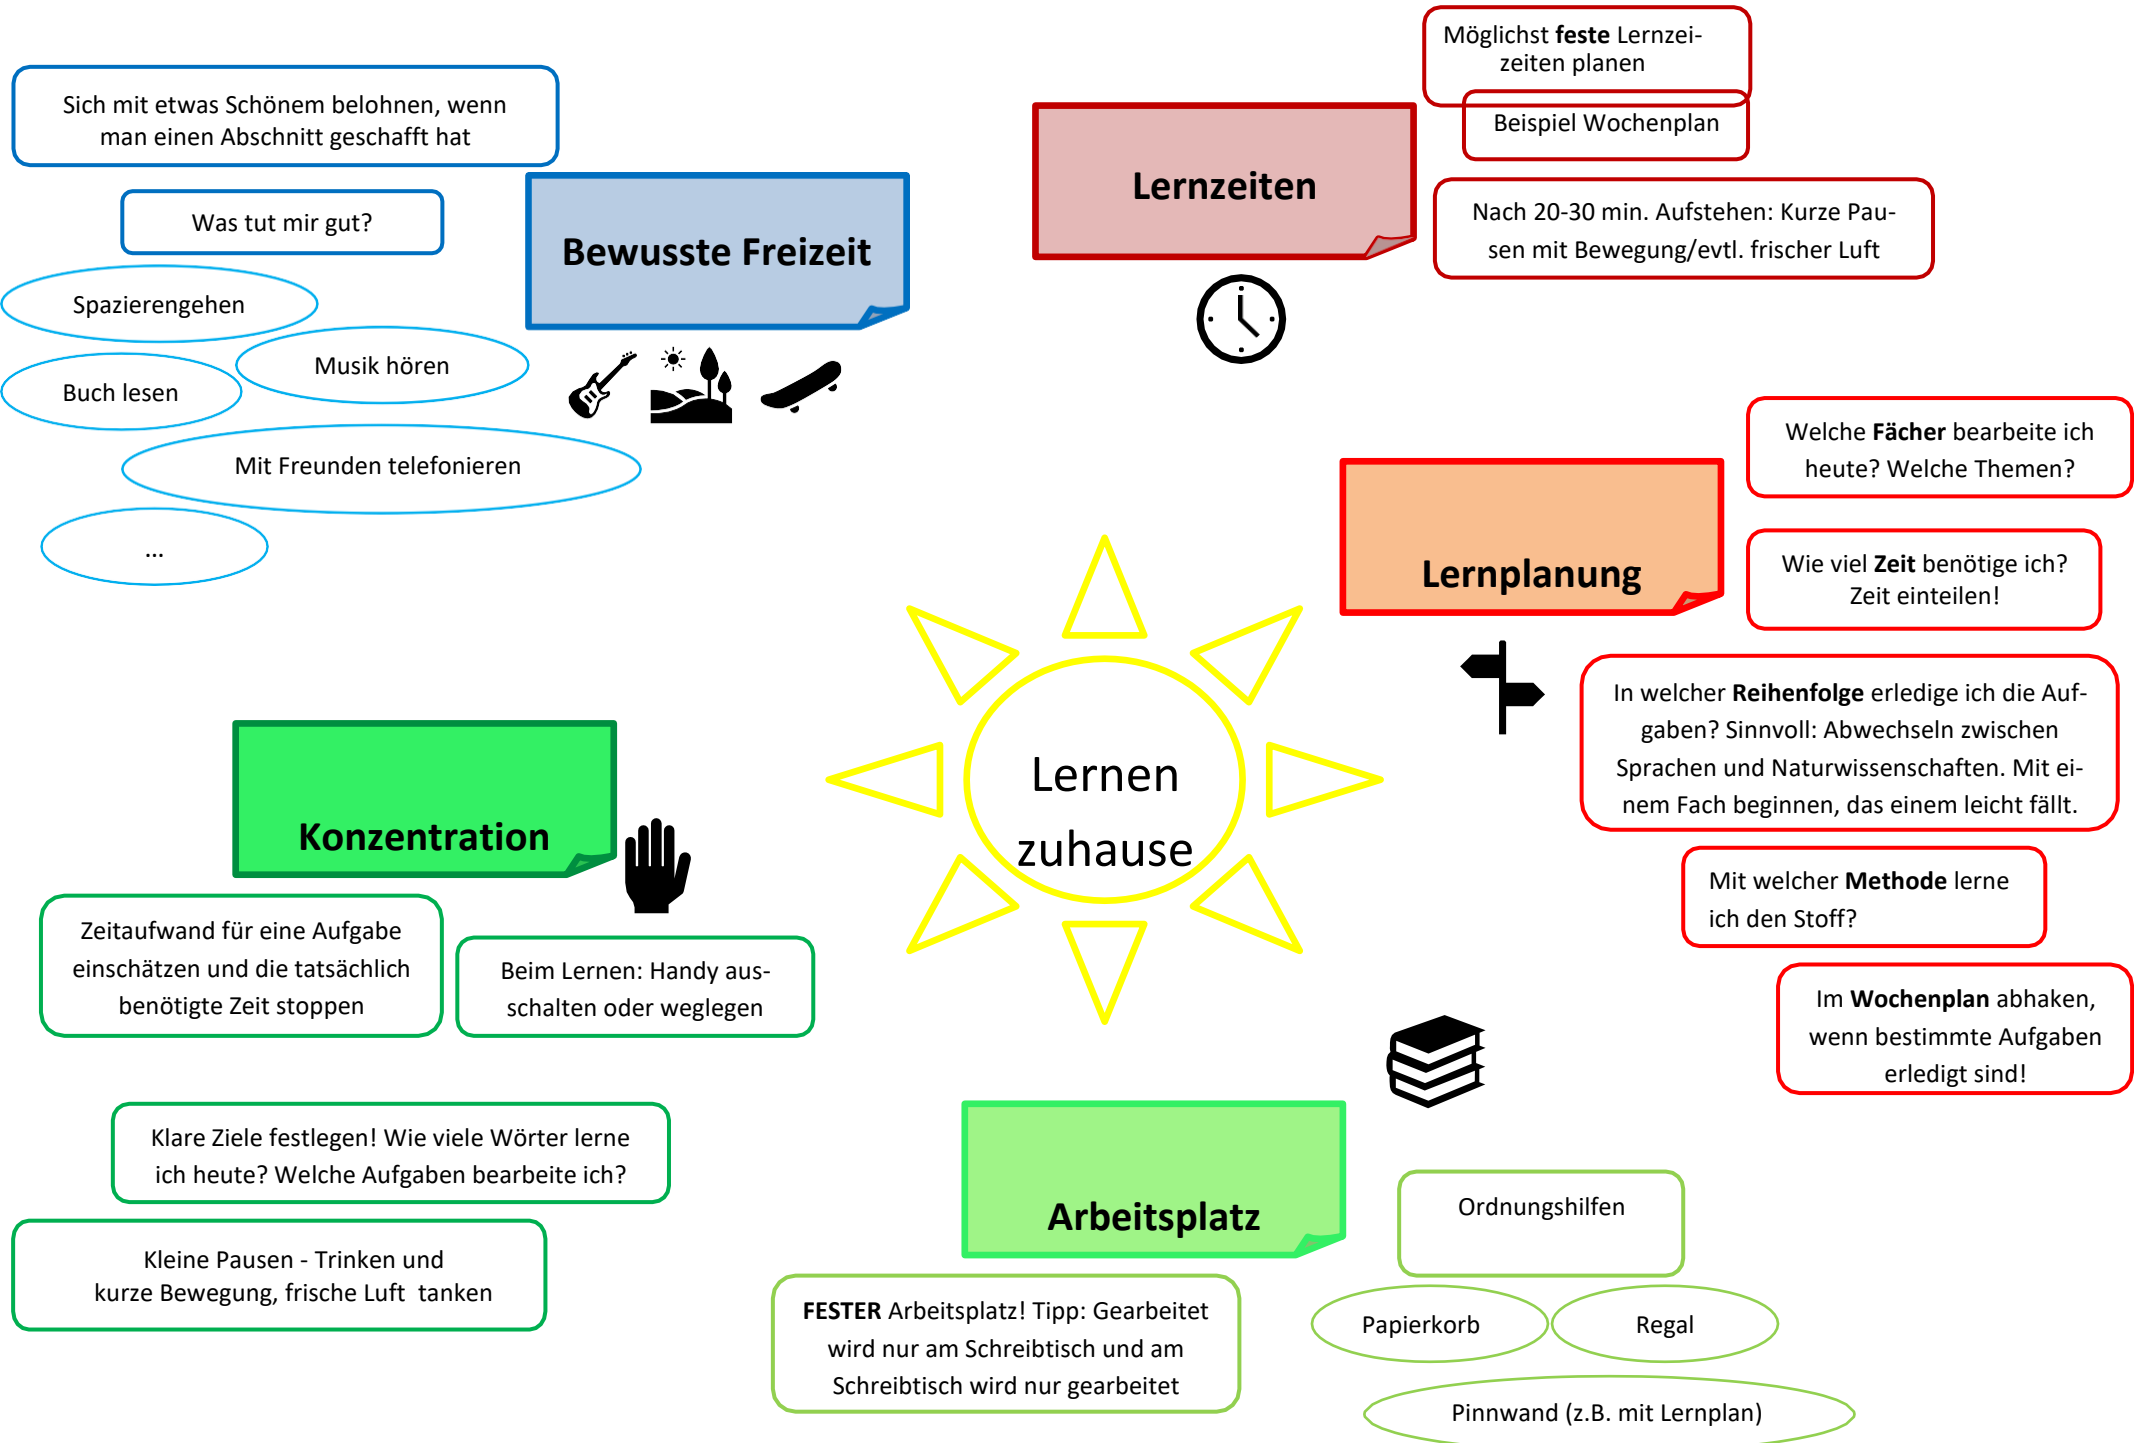 Möglichst feste Lernzei-
zeiten planen
Beispiel Wochenplan
Lernzeiten
Nach 20-30 min. Aufstehen: Kurze Pau-
sen mit Bewegung/evtl. frischer Luft
Sich mit etwas Schönem belohnen, wenn
man einen Abschnitt geschafft hat
Was tut mir gut?
Bewusste Freizeit
Spazierengehen
Musik hören
Buch lesen
Mit Freunden telefonieren
...
Welche Fächer bearbeite ich
heute? Welche Themen?
Lernplanung
Wie viel Zeit benötige ich?
Zeit einteilen!
In welcher Reihenfolge erledige ich die Auf-
gaben? Sinnvoll: Abwechseln zwischen
Sprachen und Naturwissenschaften. Mit ei-
nem Fach beginnen, das einem leicht fällt.
Mit welcher Methode lerne
ich den Stoff?
Im Wochenplan abhaken,
wenn bestimmte Aufgaben
erledigt sind!
Lernen
zuhause
Konzentration
Zeitaufwand für eine Aufgabe
einschätzen und die tatsächlich
benötigte Zeit stoppen
Beim Lernen: Handy aus-
schalten oder weglegen
Klare Ziele festlegen! Wie viele Wörter lerne
ich heute? Welche Aufgaben bearbeite ich?
Kleine Pausen - Trinken und
kurze Bewegung, frische Luft  tanken
Arbeitsplatz
FESTER Arbeitsplatz! Tipp: Gearbeitet
wird nur am Schreibtisch und am
Schreibtisch wird nur gearbeitet
Ordnungshilfen
Papierkorb
Regal
Pinnwand (z.B. mit Lernplan)